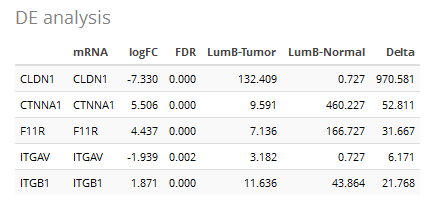 DE analysis
mRNA logFC FDR LumB-Tumor LumB-Normal Delta
CLDN1 CLDN1 -7.330 0.000 132.409 0.727 970.581
CTNNA1 CTNNA1 5.506 0.000 9.591 460.227 52.811
F11R F11R 4.437 0.000 7.136 166.727 31.667
ITGAV ITGAV -1.939 0.002 3.182 0.727 6.171
ITGB1 ITGB1 1.871 0.000 11.636 43.864 21.768